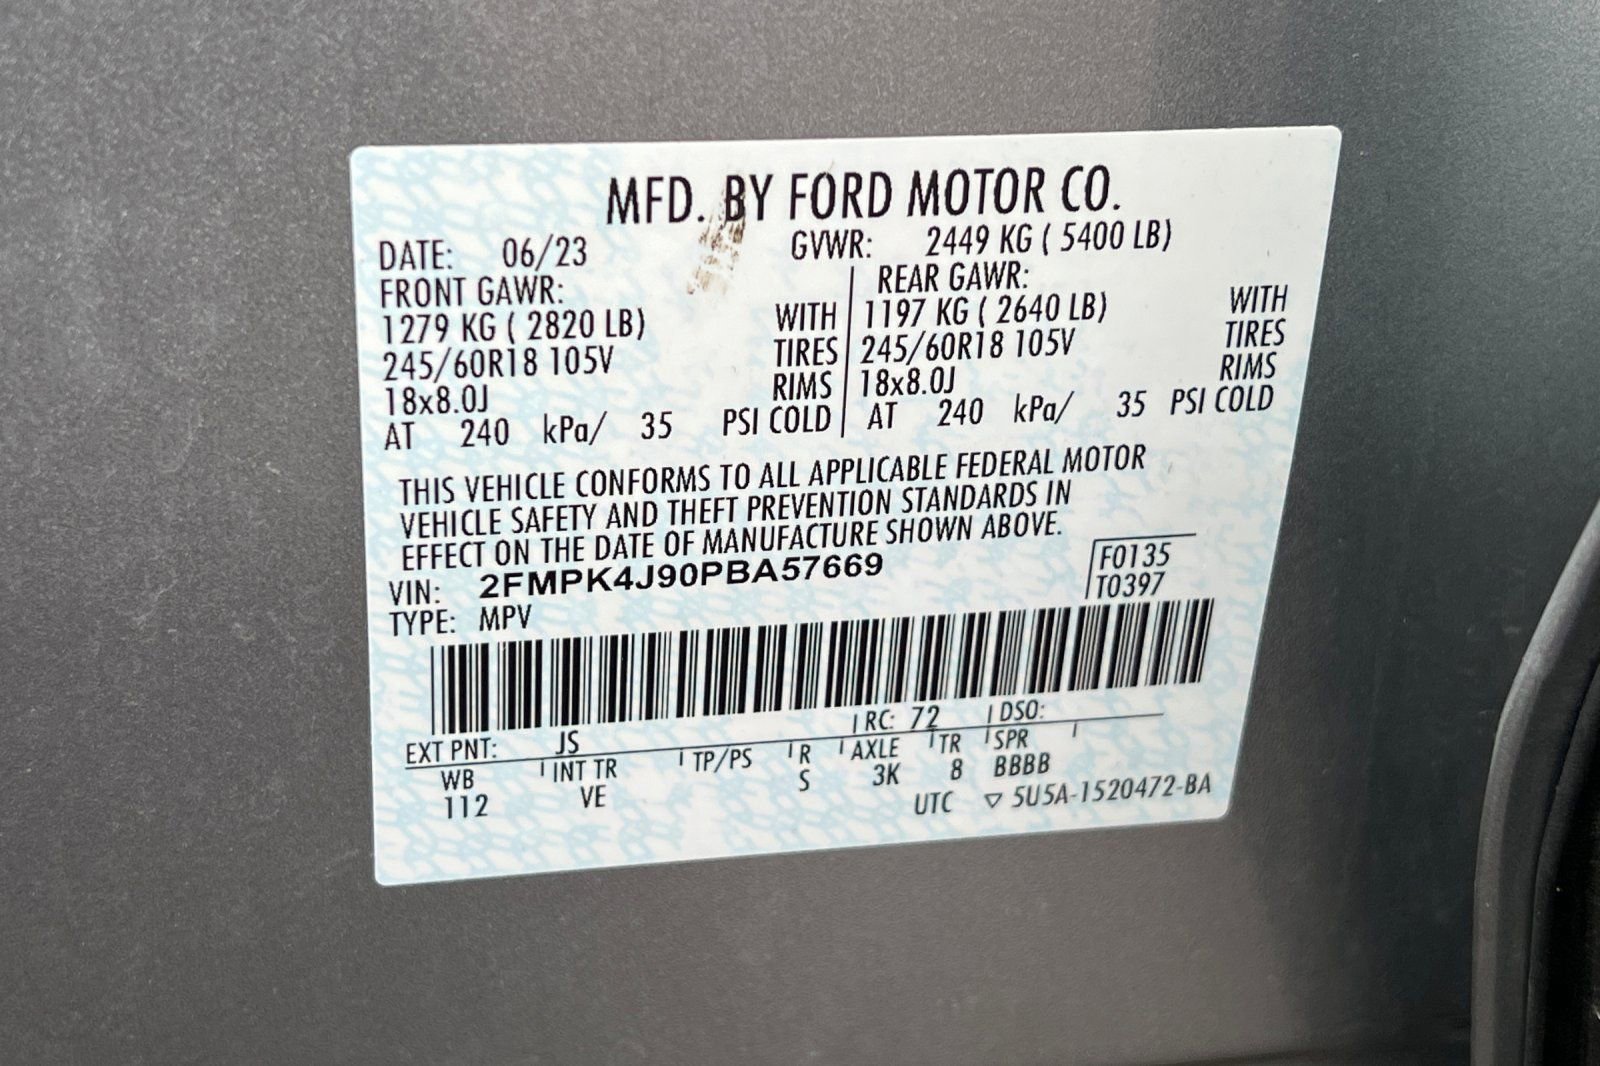 MFD. BY FORD MOTOR CO.
DATE: 06/23 GVWR: 2449 KG ( 5400 LB)
FRONT GAWR: REAR GAWR:
1279 KG ( 2820 LB) WITH 1197 KG ( 2640 LB) WITH
245/60R18 105V TIRES 245/60R18 105V TIRES
18x8.0J RIMS 18x8.0J RIMS
AT 240 kPa/ 35 PSI COLD AT 240 kPa/ 35 PSI COLD
THIS VEHICLE CONFORMS TO ALL APPLICABLE FEDERAL MOTOR
VEHICLE SAFETY AND THEFT PREVENTION STANDARDS IN
EFFECT ON THE DATE OF MANUFACTURE SHOWN ABOVE.
VIN: 2FMPK4J90PBA57669 F0135
TYPE: MPV T0397
EXT PNT: JS RC: 72 DSO:
WB INT TR TP/PS R AXLE TR SPR
112 VE S 3K 8 BBBB
UTC ▽ 5U5A-1520472-BA